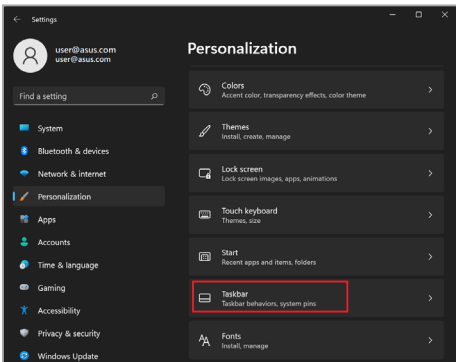 Settings
user@asus.com
user@asus.com
Find a setting
System
Bluetooth & devices
Network & internet
Personalization
Apps
Accounts
Time & language
Gaming
Accessibility
Privacy & security
Windows Update
Personalization
Colors
Accent color, transparency effects, color theme
Themes
Install, create, manage
Lock screen
Lock screen images, apps, animations
Touch keyboard
Themes, size
Start
Recent apps and items, folders
Taskbar
Taskbar behaviors, system pins
Fonts
Install, manage